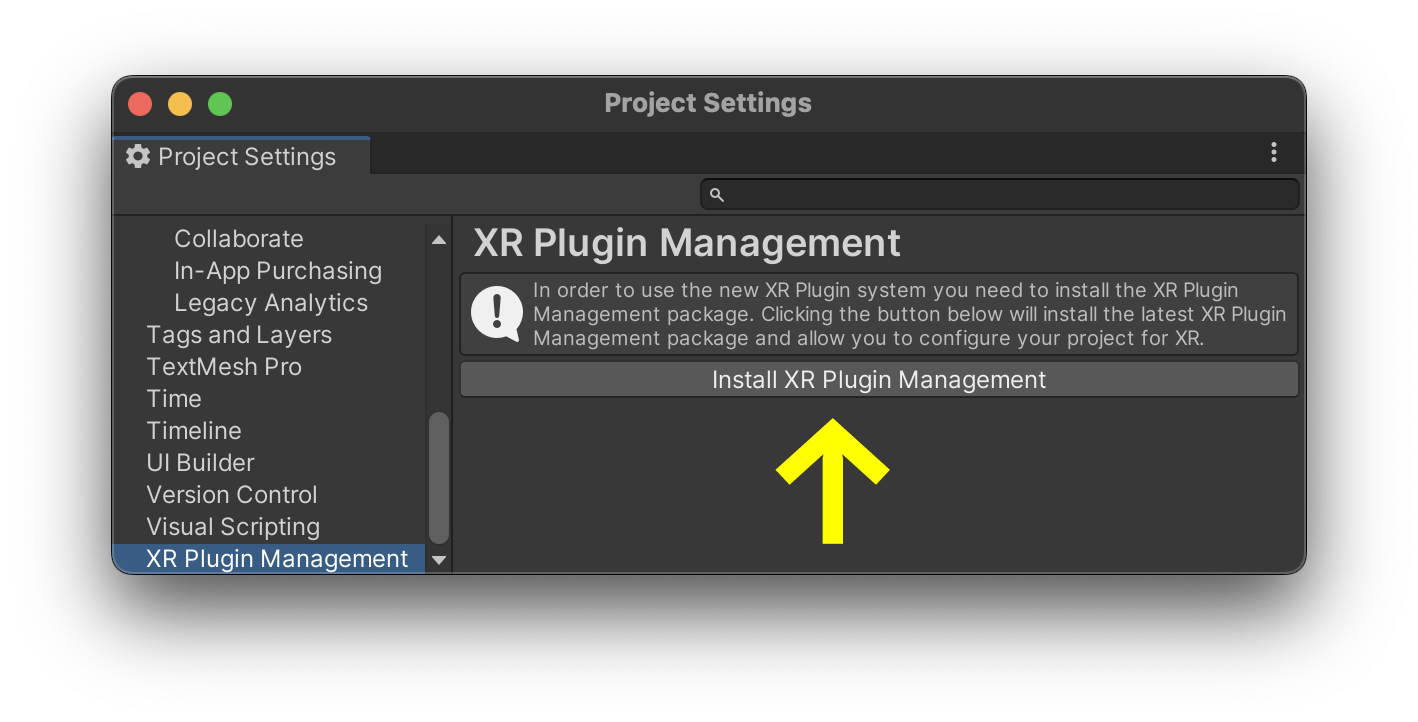 Project Settings
Project Settings
Collaborate
In-App Purchasing
Legacy Analytics
Tags and Layers
TextMesh Pro
Time
Timeline
UI Builder
Version Control
Visual Scripting
XR Plugin Management
XR Plugin Management
In order to use the new XR Plugin system you need to install the XR Plugin
Management package. Clicking the button below will install the latest XR Plugin
Management package and allow you to configure your project for XR.
Install XR Plugin Management